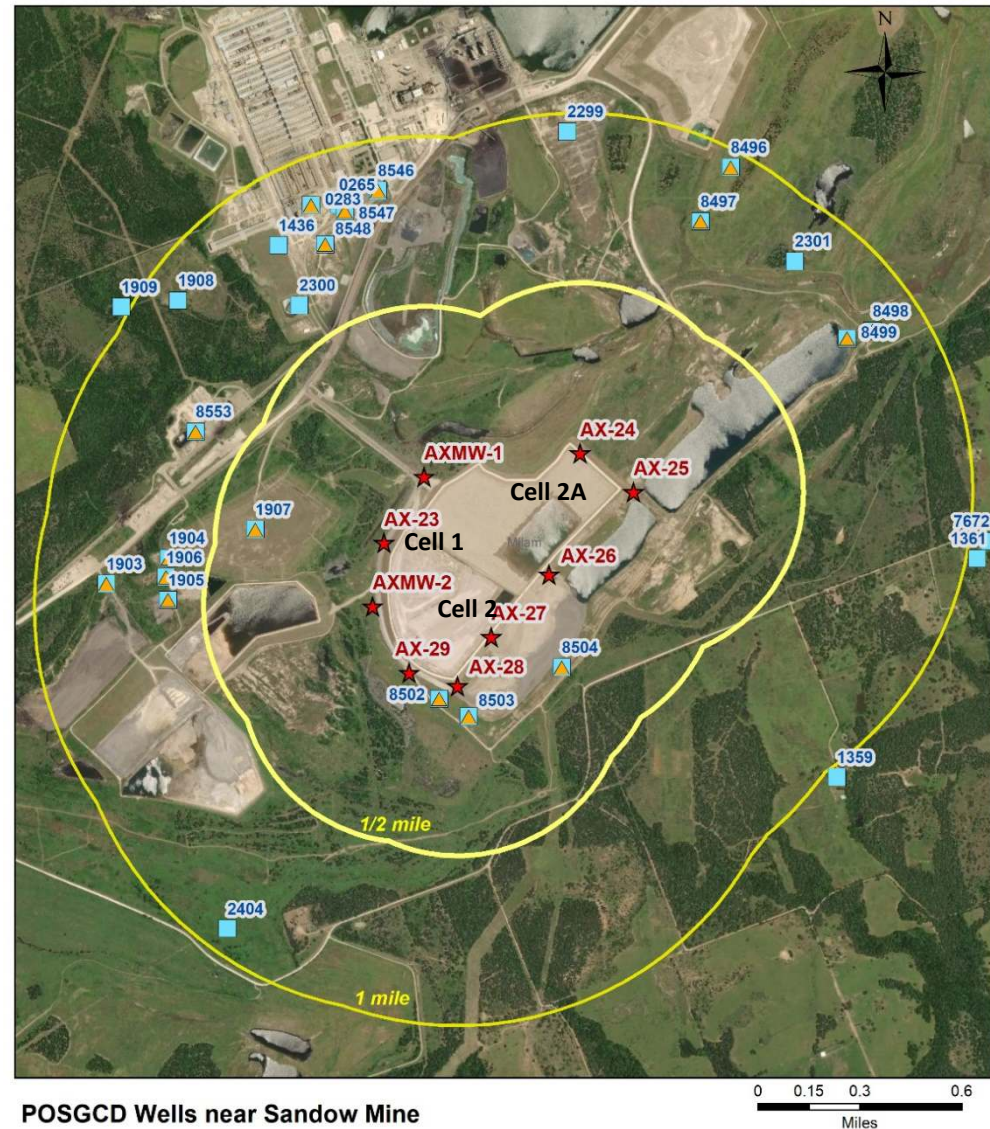 N
2299
8546
8496
0265
0283
8547
8497
1436
8548
2301
1909
1908
2300
8498
8499
8553
AX-24
AXMW-1
AX-25
Cell 2A
1907
AX-23
Cell 1
Milam
7672
1361
1904
1906
1903
1905
AX-26
AXMW-2
Cell 2
AX-27
AX-29
8504
AX-28
8502
8503
1359
1/2 mile
2404
1 mile
POSGCD Wells near Sandow Mine
0 0.15 0.3 0.6
Miles